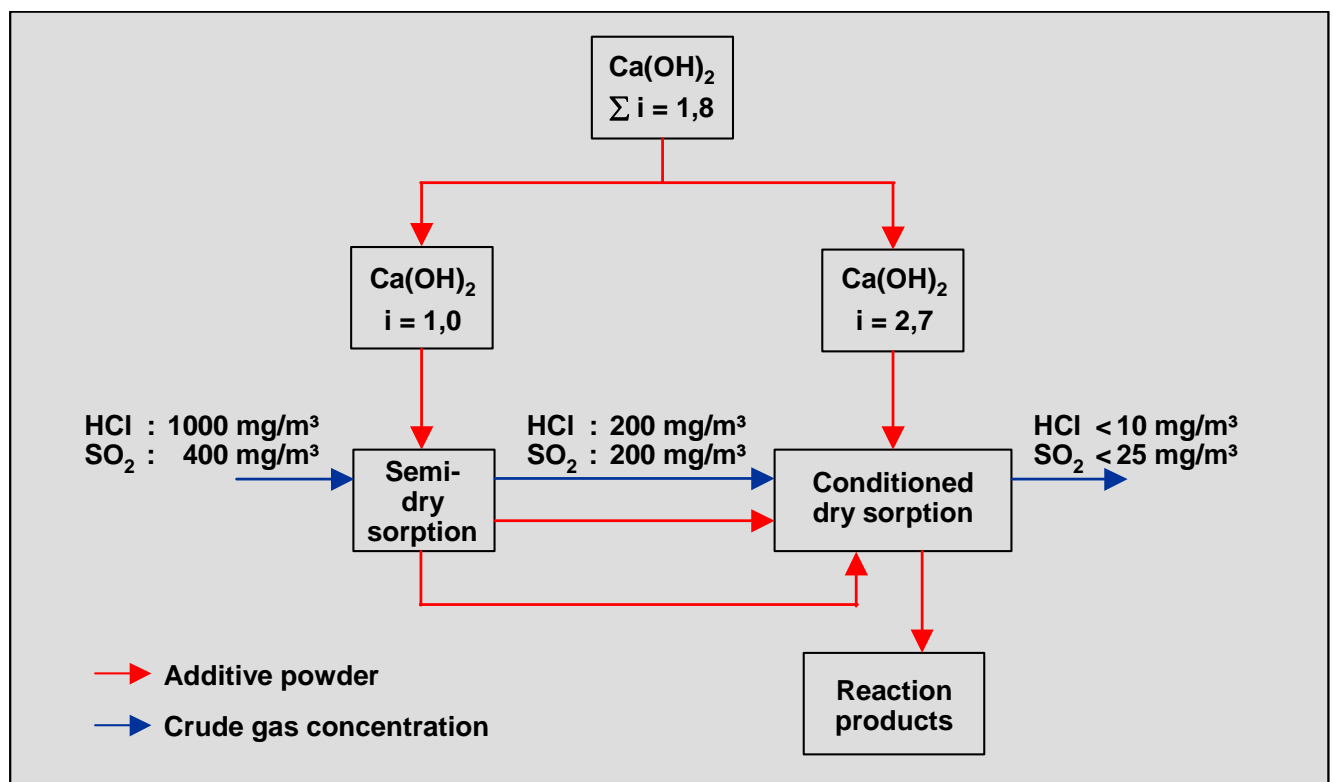 Ca(OH)₂
∑ i = 1,8
Ca(OH)₂
i = 1,0
Ca(OH)₂
i = 2,7
HCl : 1000 mg/m³
SO₂ : 400 mg/m³
HCl : 200 mg/m³
SO₂ : 200 mg/m³
HCl < 10 mg/m³
SO₂ < 25 mg/m³
Semi-
dry
sorption
Conditioned
dry sorption
Additive powder
Crude gas concentration
Reaction
products